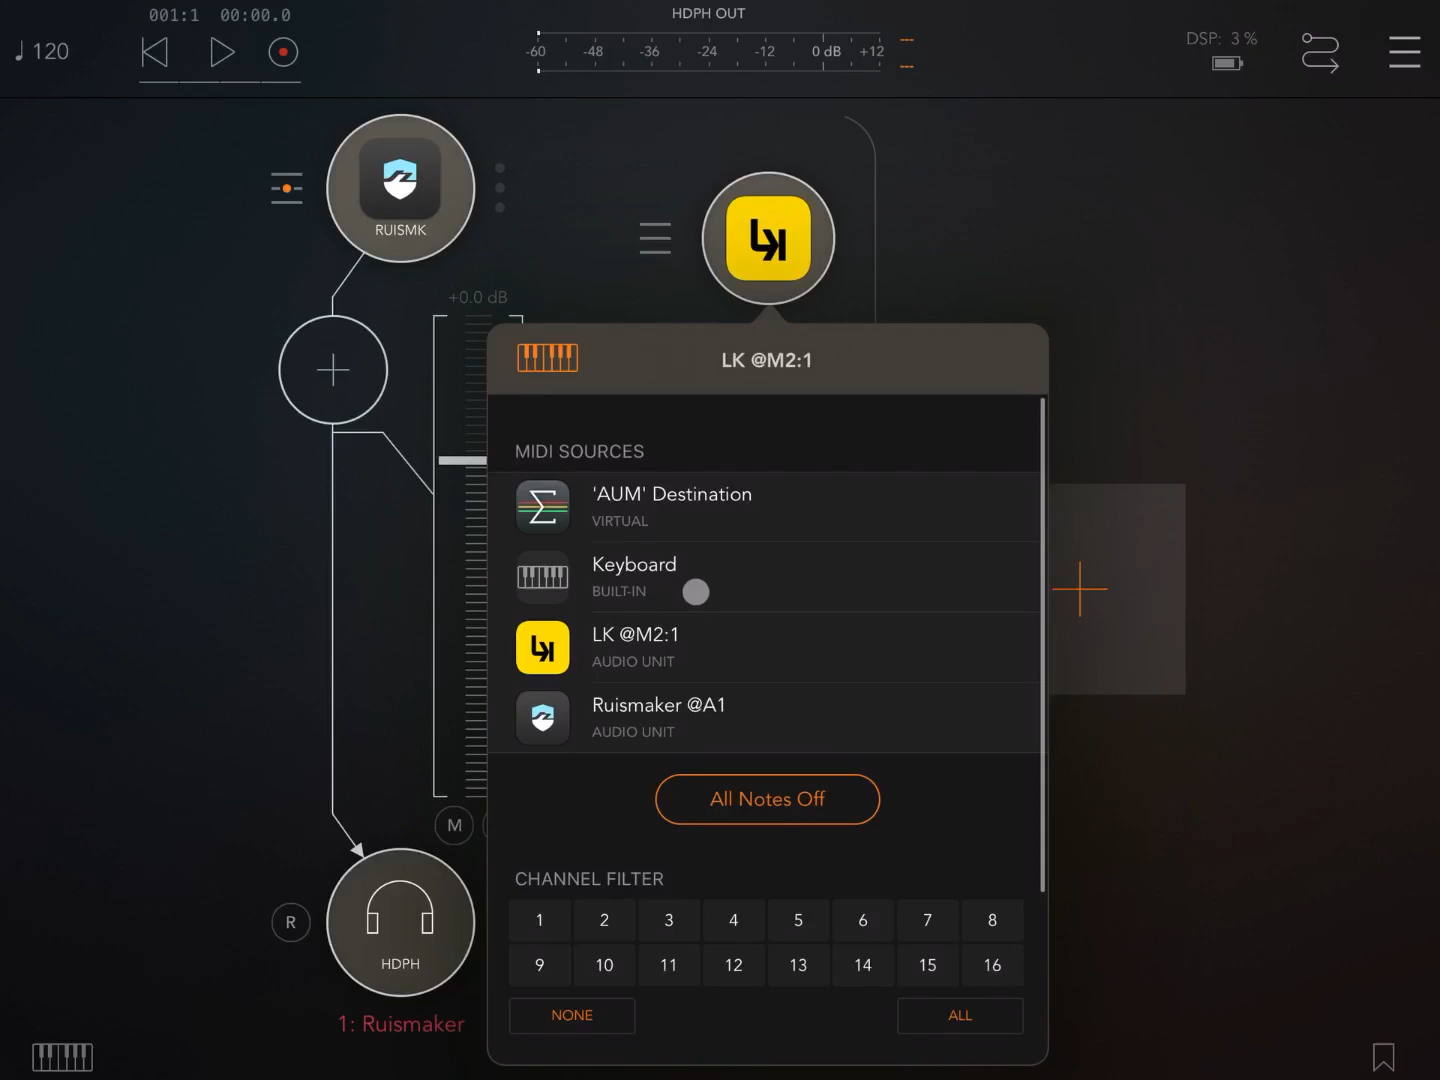 001:1 00:00.0
120
HDPH OUT
-60 -48 -36 -24 -12 0 dB +12
DSP: 3 %
RUISMK
+0.0 dB
LK @M2:1
MIDI SOURCES
'AUM' Destination
VIRTUAL
Keyboard
BUILT-IN
LK @M2:1
AUDIO UNIT
Ruismaker @A1
AUDIO UNIT
All Notes Off
M
CHANNEL FILTER
1 2 3 4 5 6 7 8
9 10 11 12 13 14 15 16
NONE ALL
R
HDPH
1: Ruismaker